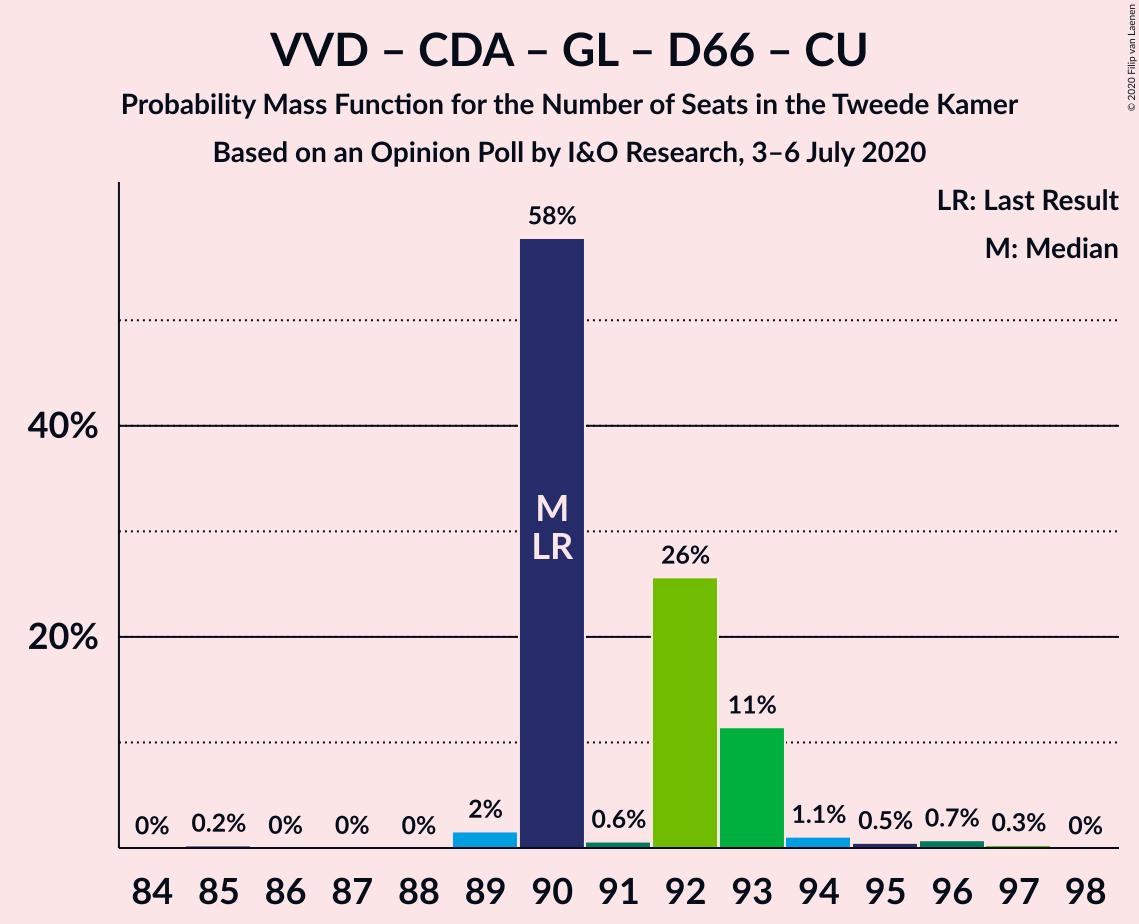 VVD – CDA – GL – D66 – CU
Probability Mass Function for the Number of Seats in the Tweede Kamer
Based on an Opinion Poll by I&O Research, 3–6 July 2020
© 2020 Filip van Laenen
LR: Last Result
M: Median
40%
20%
0%
0.2%
0%
0%
0%
2%
58%
0.6%
26%
11%
1.1%
0.5%
0.7%
0.3%
0%
M
LR
84 85 86 87 88 89 90 91 92 93 94 95 96 97 98